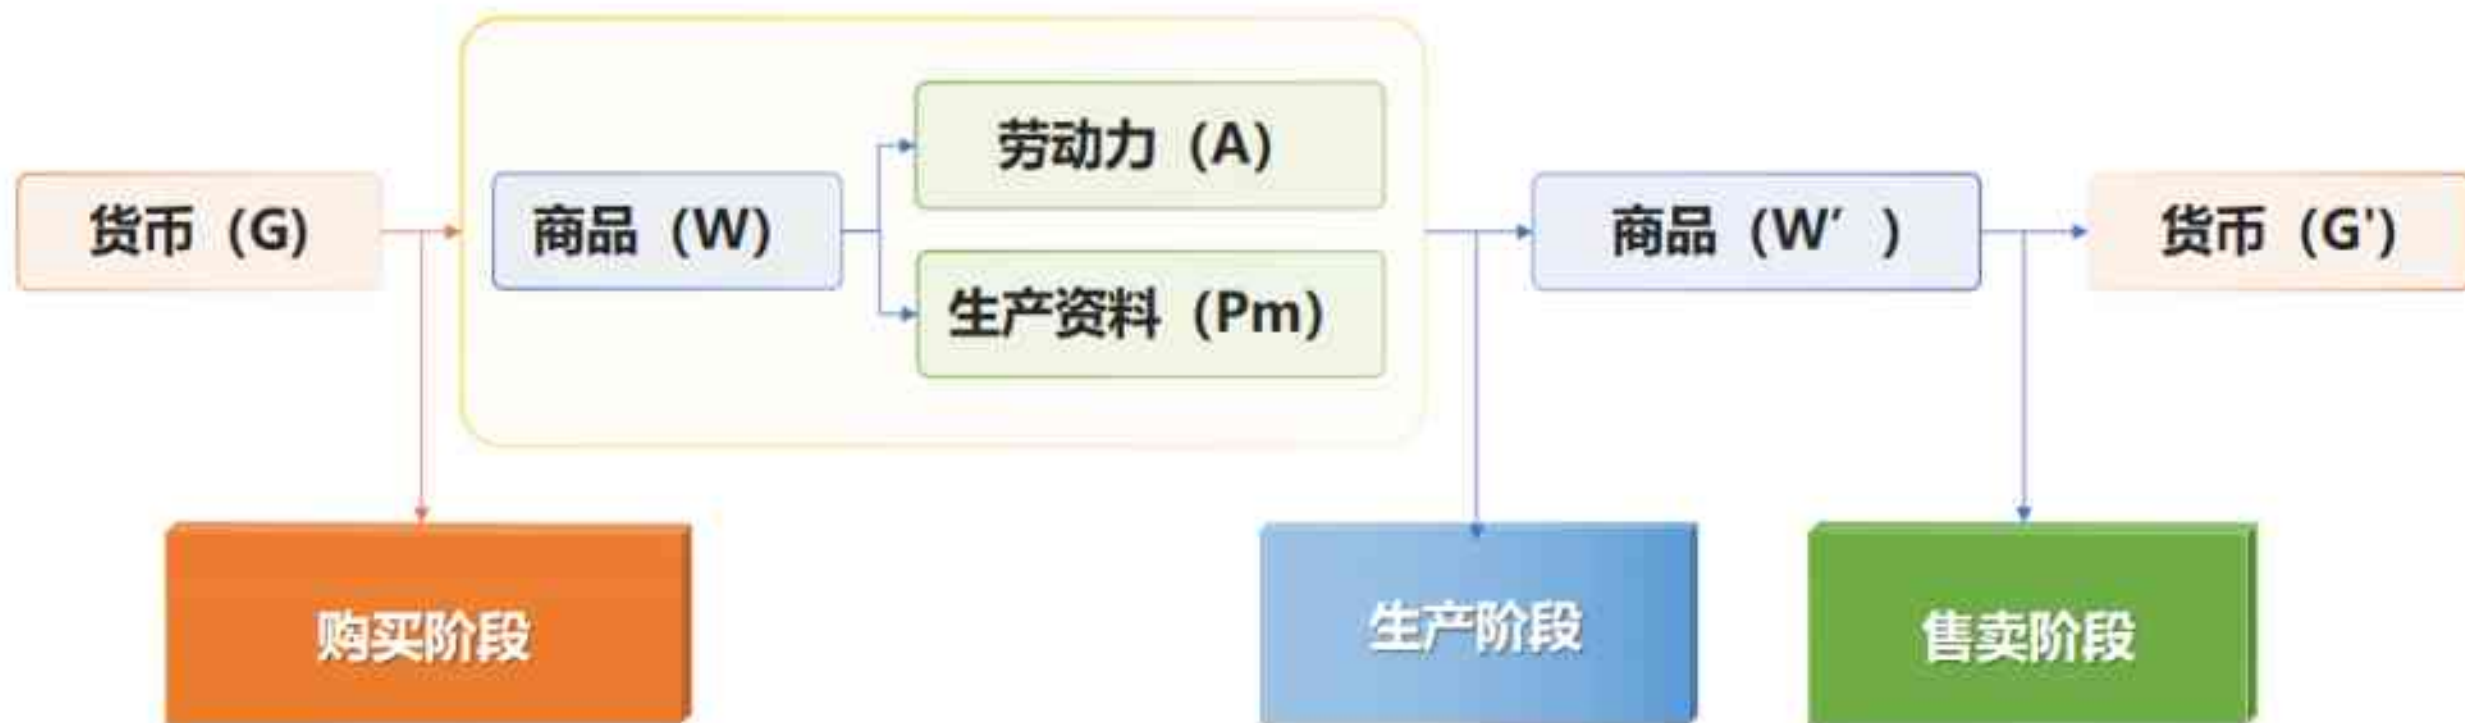 劳动力（A）
货币（G)
商品（W）
商品（W′ ）
货币（G'）
生产资料（Pm）
购买阶段
生产阶段
售卖阶段